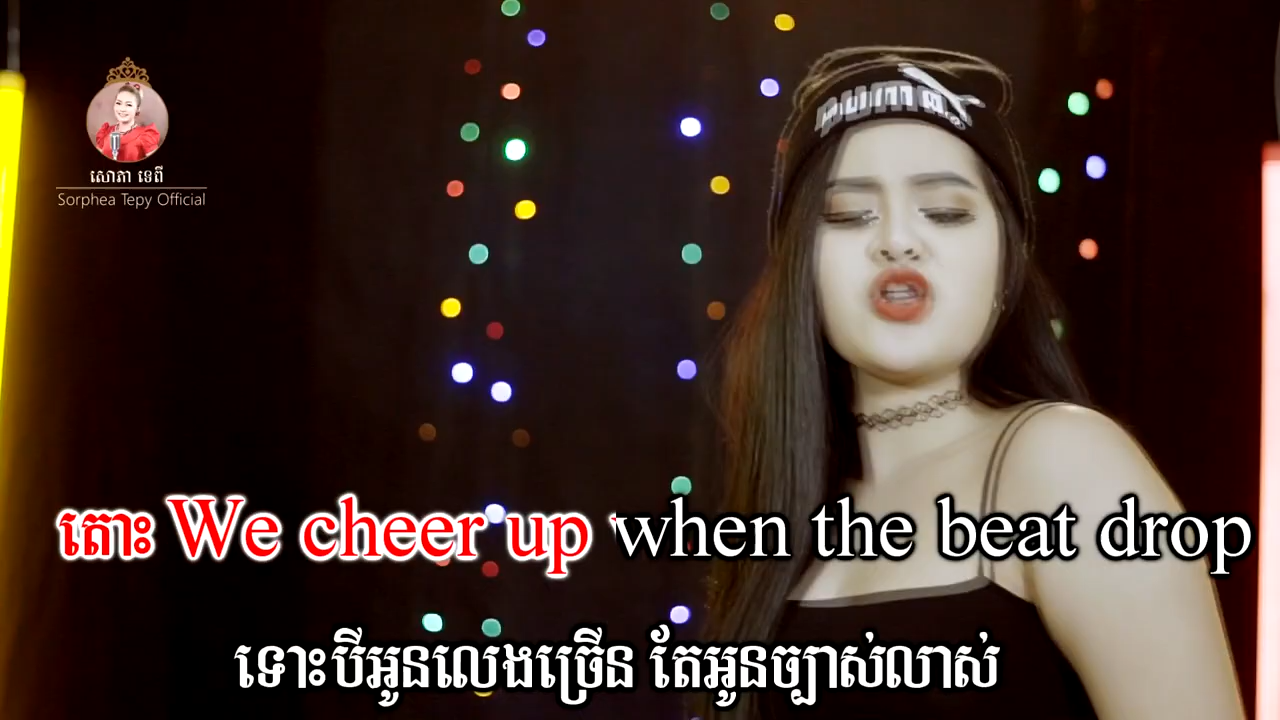 សោភា ទេពី
Sorphea Tepy Official
PUMA
តោះ We cheer up when the beat drop
ទោះបីអូនលេងច្រើន តែអូនច្បាស់លាស់